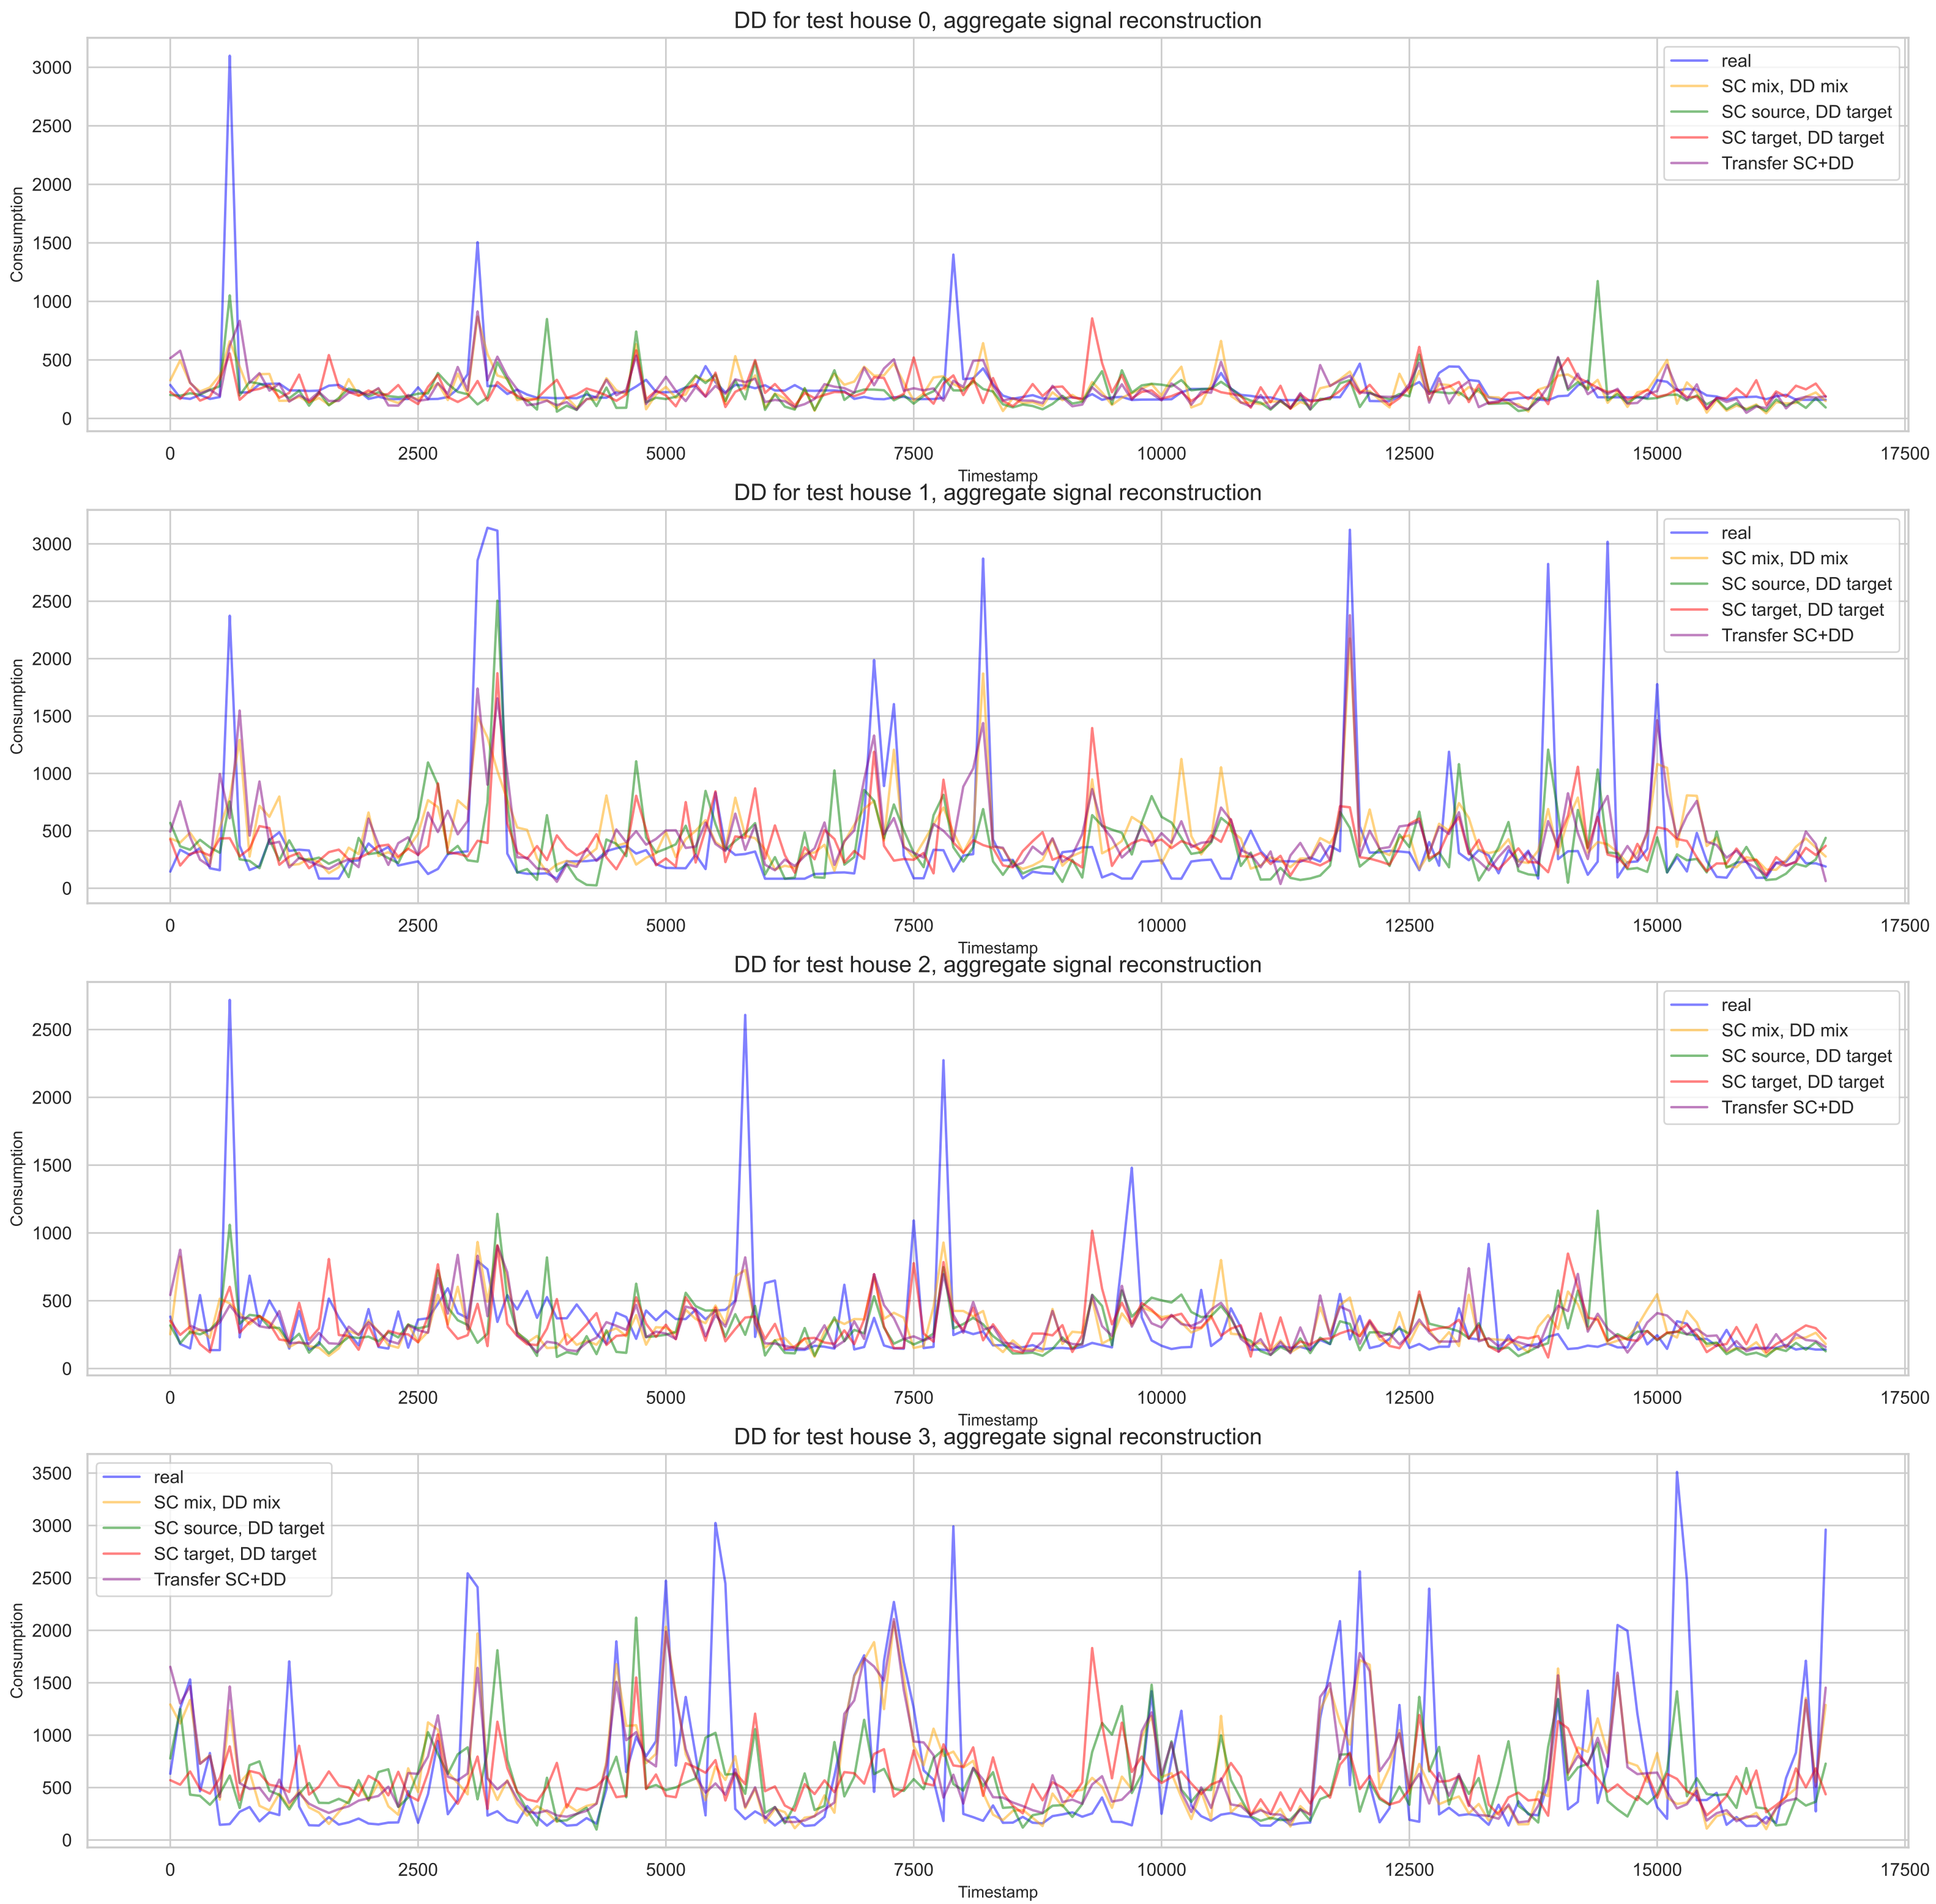 DD for test house 0, aggregate signal reconstruction
3000
2500
2000
1500
1000
500
0
Consumption
real
SC mix, DD mix
SC source, DD target
SC target, DD target
Transfer SC+DD
0 2500 5000 7500 10000 12500 15000 17500
Timestamp
DD for test house 1, aggregate signal reconstruction
3000
2500
2000
1500
1000
500
0
Consumption
real
SC mix, DD mix
SC source, DD target
SC target, DD target
Transfer SC+DD
0 2500 5000 7500 10000 12500 15000 17500
Timestamp
DD for test house 2, aggregate signal reconstruction
2500
2000
1500
1000
500
0
Consumption
real
SC mix, DD mix
SC source, DD target
SC target, DD target
Transfer SC+DD
0 2500 5000 7500 10000 12500 15000 17500
Timestamp
DD for test house 3, aggregate signal reconstruction
3500
3000
2500
2000
1500
1000
500
0
Consumption
real
SC mix, DD mix
SC source, DD target
SC target, DD target
Transfer SC+DD
0 2500 5000 7500 10000 12500 15000 17500
Timestamp